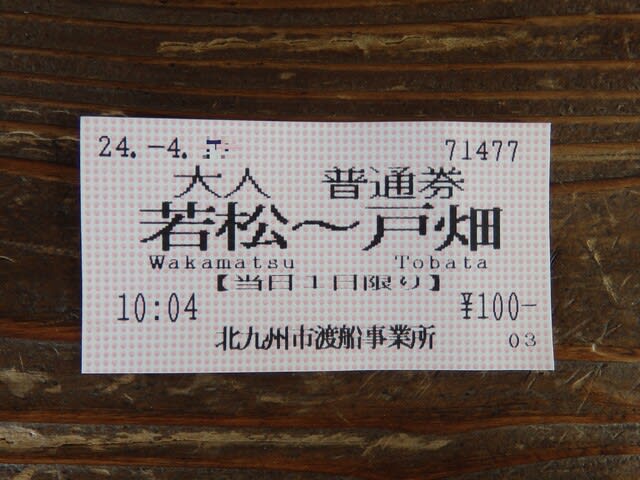 24.-4. 71477
大人 普通券
若松〜戸畑
Wakamatsu Tobata
【当日1日限り】
10:04 ¥100-
北九州市渡船事業所 03